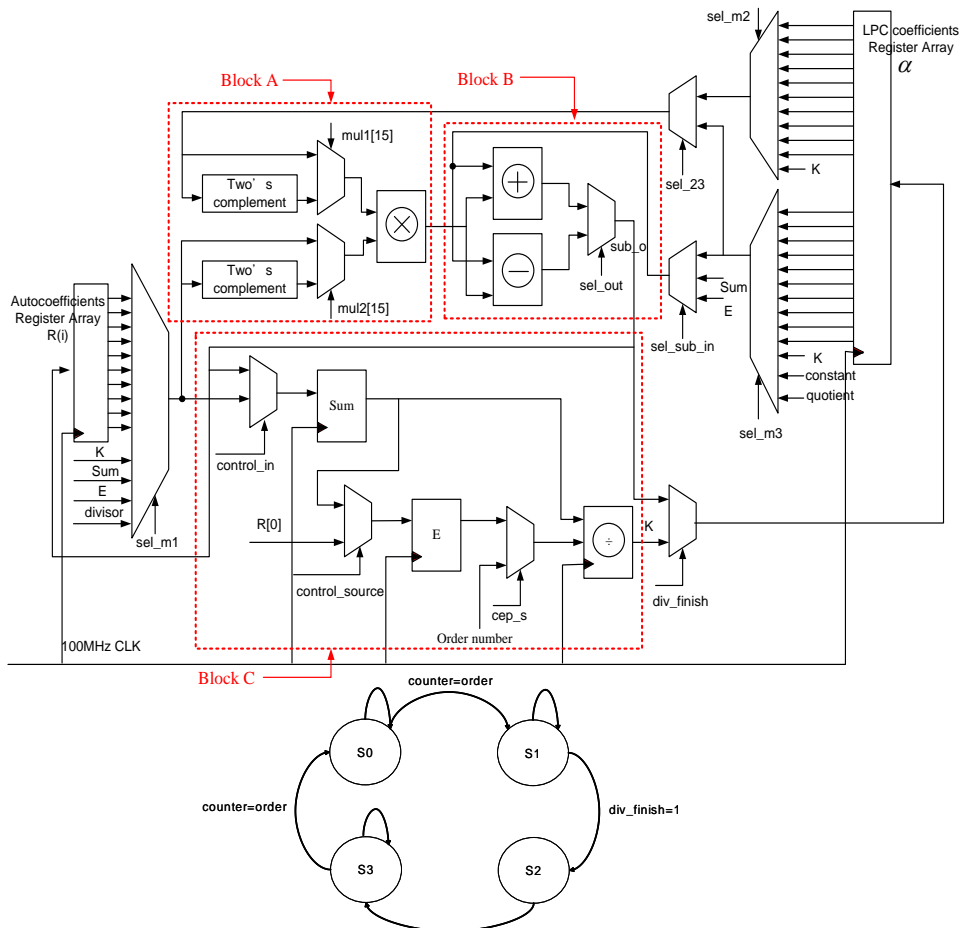 sel_m2
LPC coefficients
Register Array
α
Block A
Block B
mul1[15]
Two's
complement
×
+
sel_23
K
Two's
complement
−
sub_o
sel_out
Sum
E
mul2[15]
sel_sub_in
Autocoefficients
Register Array
R(i)
K
constant
quotient
sel_m3
Sum
control_in
K
Sum
E
divisor
sel_m1
R[0]
E
÷
K
control_source
cep_s
div_finish
Order number
100MHz CLK
Block C
counter=order
S0
S1
counter=order
div_finish=1
S3
S2